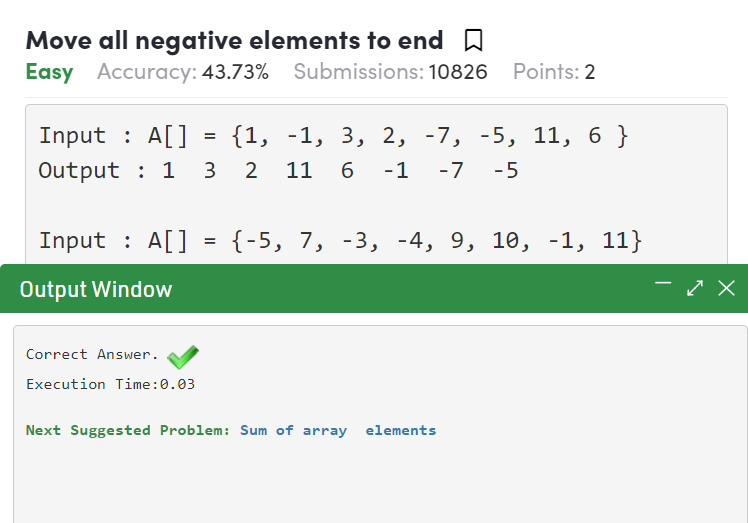 Move all negative elements to end
Easy Accuracy: 43.73% Submissions: 10826 Points: 2
Input : A[] = {1, -1, 3, 2, -7, -5, 11, 6 }
Output : 1 3 2 11 6 -1 -7 -5
Input : A[] = {-5, 7, -3, -4, 9, 10, -1, 11}
Output Window
Correct Answer.
Execution Time:0.03
Next Suggested Problem: Sum of array elements